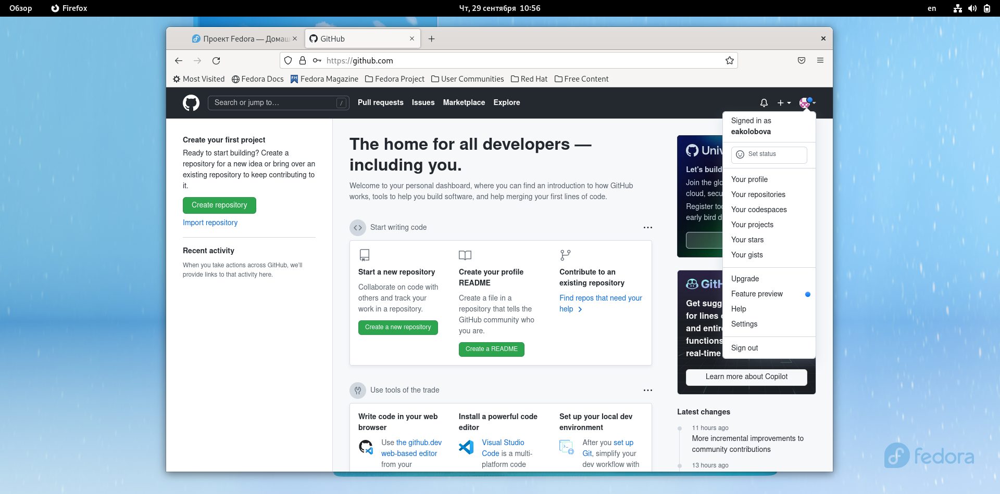 Обзор
Firefox
Чт, 29 сентября 10:56
en
Проект Fedora — Домаш
GitHub
https://github.com
Most Visited
Fedora Docs
Fedora Magazine
Fedora Project
User Communities
Red Hat
Free Content
Search or jump to…
/
Pull requests
Issues
Marketplace
Explore
Create your first project
Ready to start building? Create a
repository for a new idea or bring over an
existing repository to keep contributing to
it.
Create repository
Import repository
Recent activity
When you take actions across GitHub, we'll
provide links to that activity here.
The home for all developers —
including you.
Welcome to your personal dashboard, where you can find an introduction to how GitHub
works, tools to help you build software, and help merging your first lines of code.
Start writing code
Start a new repository
Collaborate on code with
others and track your
work in a repository.
Create a new repository
Create your profile
README
Create a file in a
repository that tells the
GitHub community who
you are.
Create a README
Contribute to an
existing repository
Find repos that need your
help
Use tools of the trade
Write code in your web
browser
Use the github.dev
web-based editor
from your
Install a powerful code
editor
Visual Studio
Code is a multi-
platform code
Set up your local dev
environment
After you set up
Git, simplify your
dev workflow with
Univ
Let's build
Join the glo
cloud, secu
Register to
early bird d
GitH
Get sugg
for lines
and entire
functions
real-time
Learn more about Copilot
Signed in as
eakolobova
Set status
Your profile
Your repositories
Your codespaces
Your projects
Your stars
Your gists
Upgrade
Feature preview
Help
Settings
Sign out
Latest changes
11 hours ago
More incremental improvements to
community contributions
13 hours ago
fedora